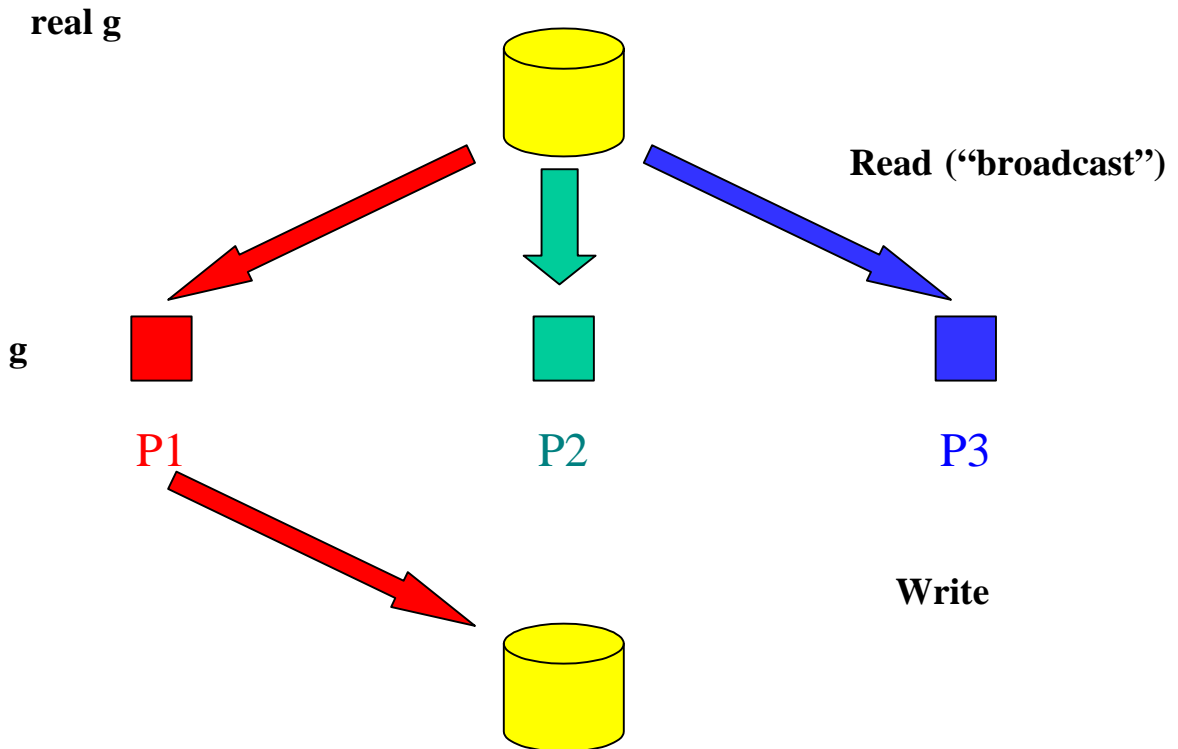 real g
Read (“broadcast”)
g
P1 P2 P3
Write